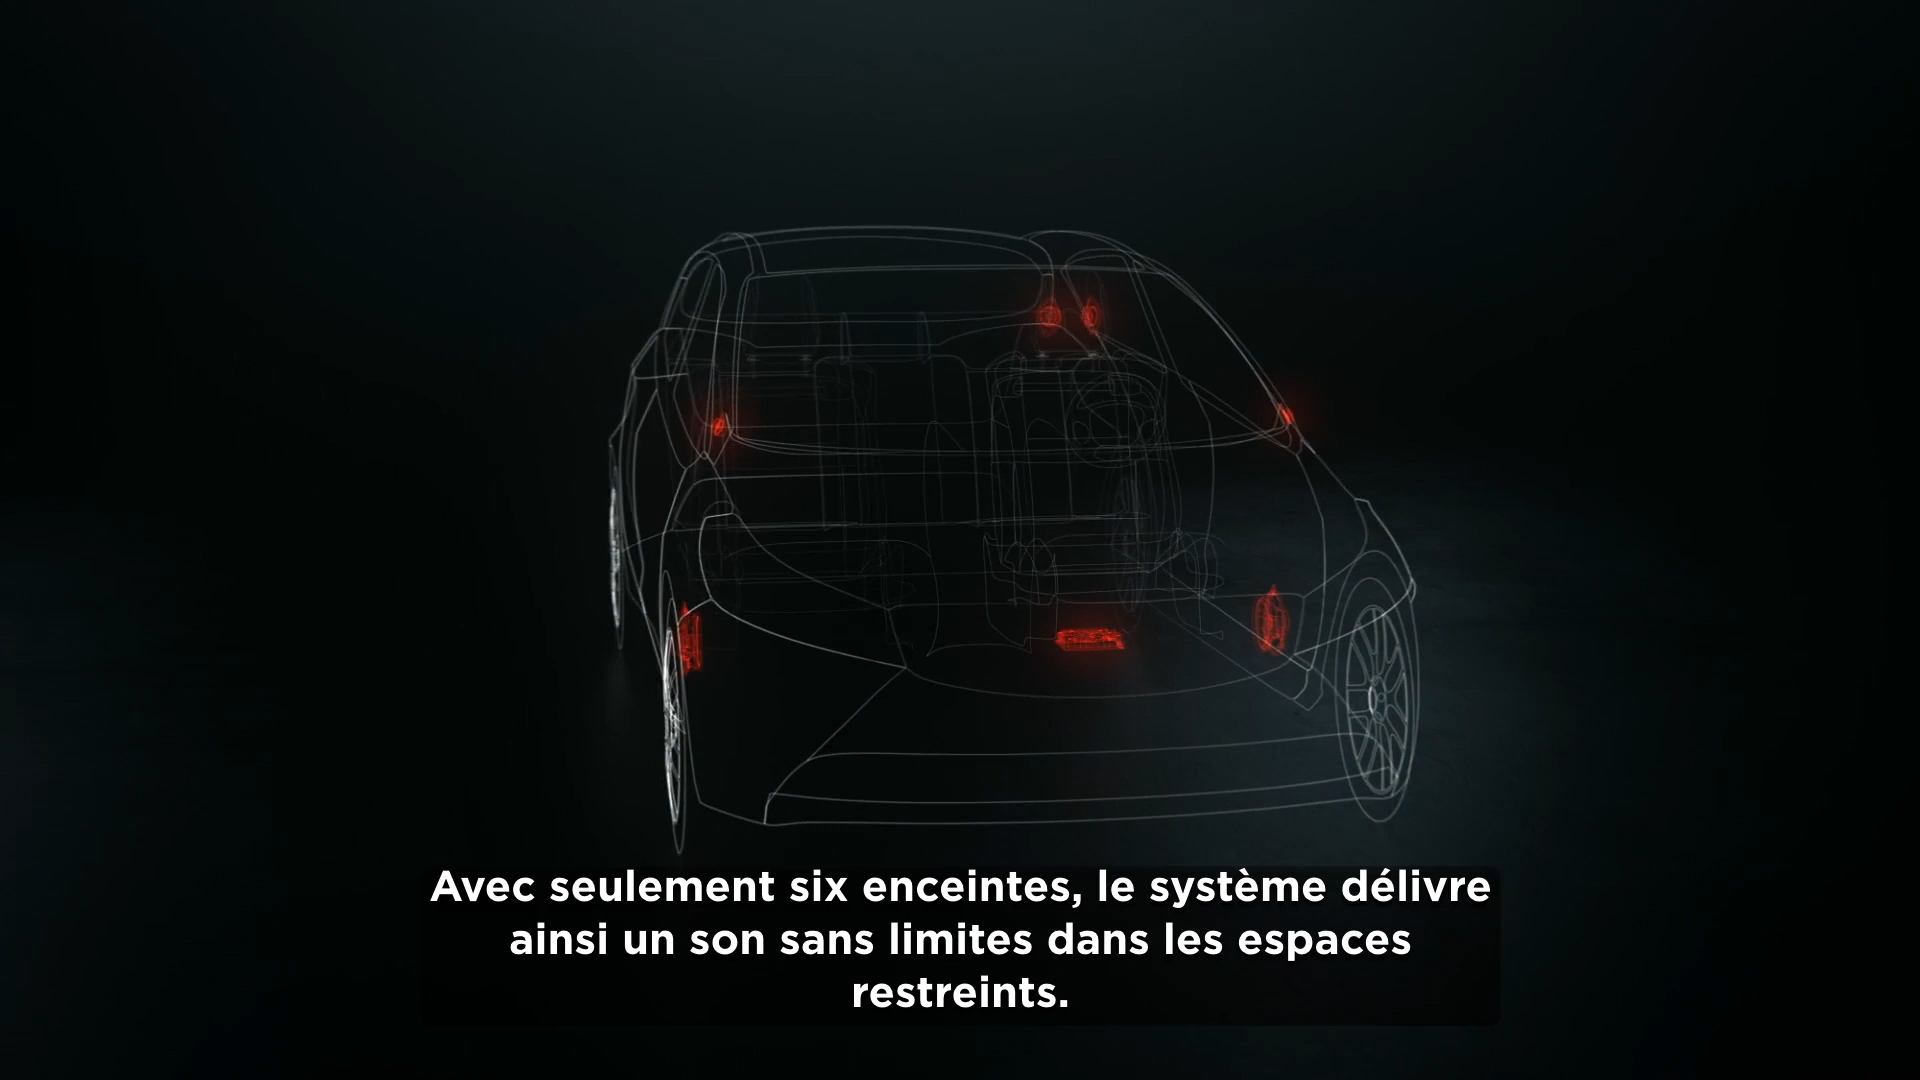 Avec seulement six enceintes, le système délivre
ainsi un son sans limites dans les espaces
restreints.